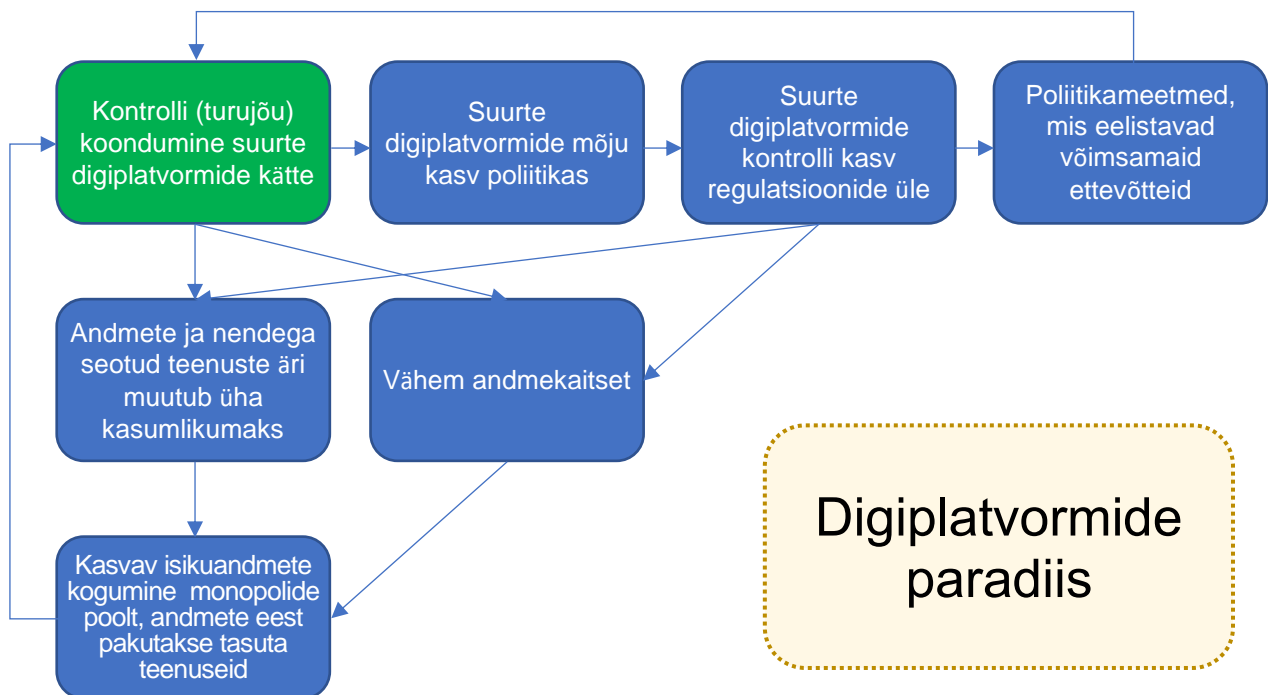 Kontrolli (turujõu)
koondumine suurte
digiplatvormide kätte
Suurte
digiplatvormide mõju
kasv poliitikas
Suurte
digiplatvormide
kontrolli kasv
regulatsioonide üle
Poliitikameetmed,
mis eelistavad
võimsamaid
ettevõtteid
Andmete ja nendega
seotud teenuste äri
muutub üha
kasumlikumaks
Vähem andmekaitset
Kasvav isikuandmete
kogumine monopolide
poolt, andmete eest
pakutakse tasuta
teenuseid
Digiplatvormide
paradiis